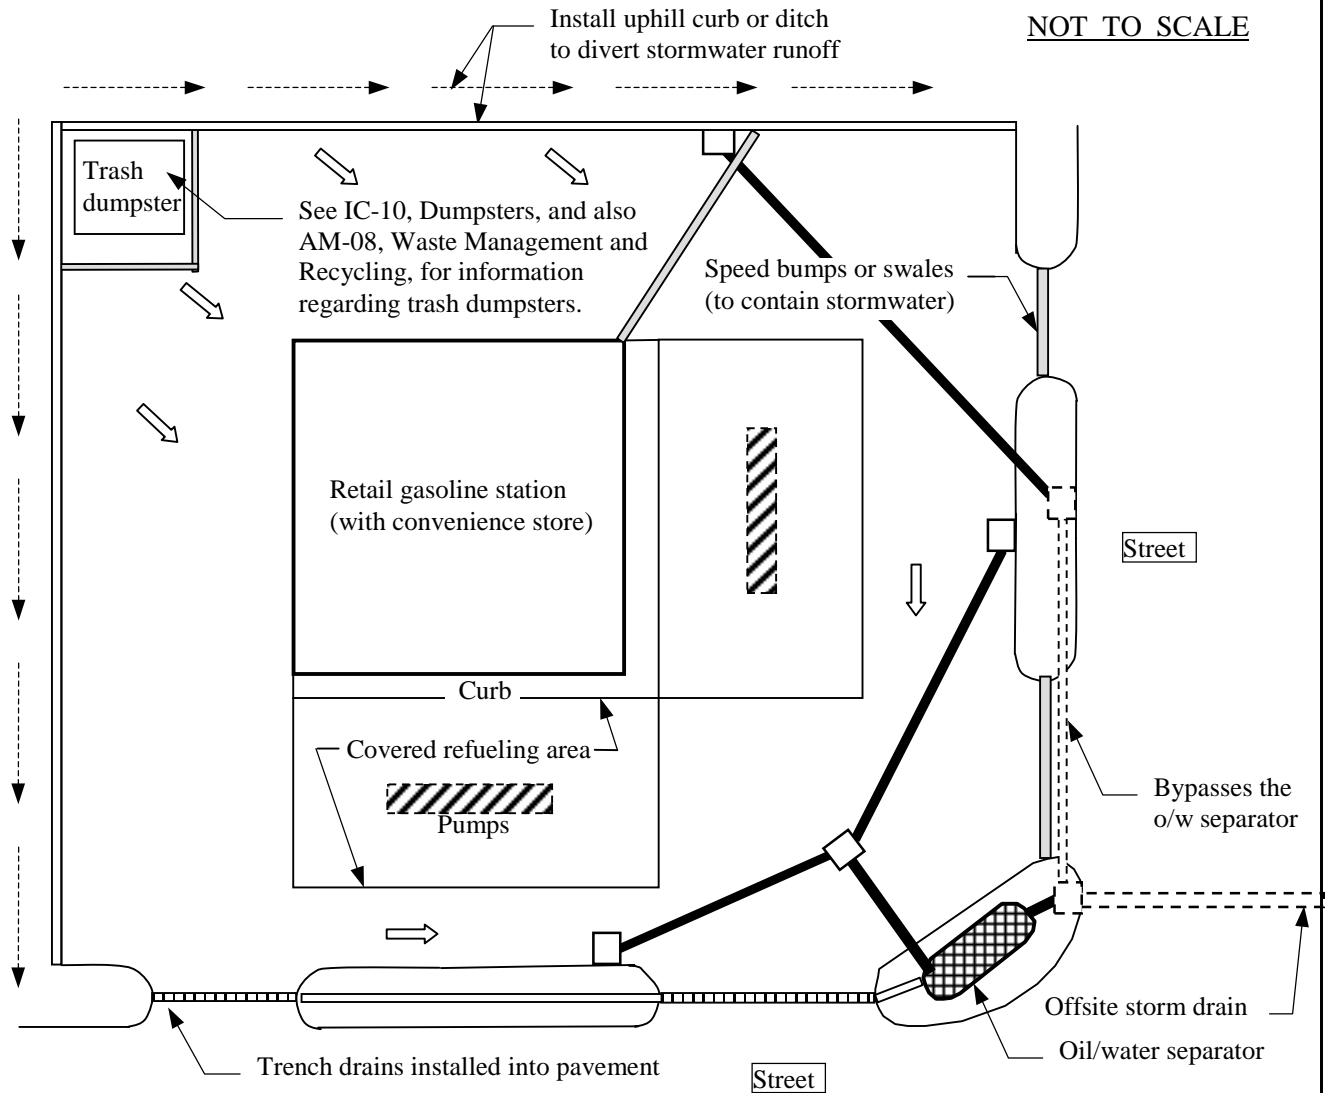 Install uphill curb or ditch
to divert stormwater runoff
NOT TO SCALE
Trash
dumpster
See IC-10, Dumpsters, and also
AM-08, Waste Management and
Recycling, for information
regarding trash dumpsters.
Speed bumps or swales
(to contain stormwater)
Retail gasoline station
(with convenience store)
Street
Curb
Covered refueling area
Pumps
Bypasses the
o/w separator
Offsite storm drain
Oil/water separator
Trench drains installed into pavement
Street